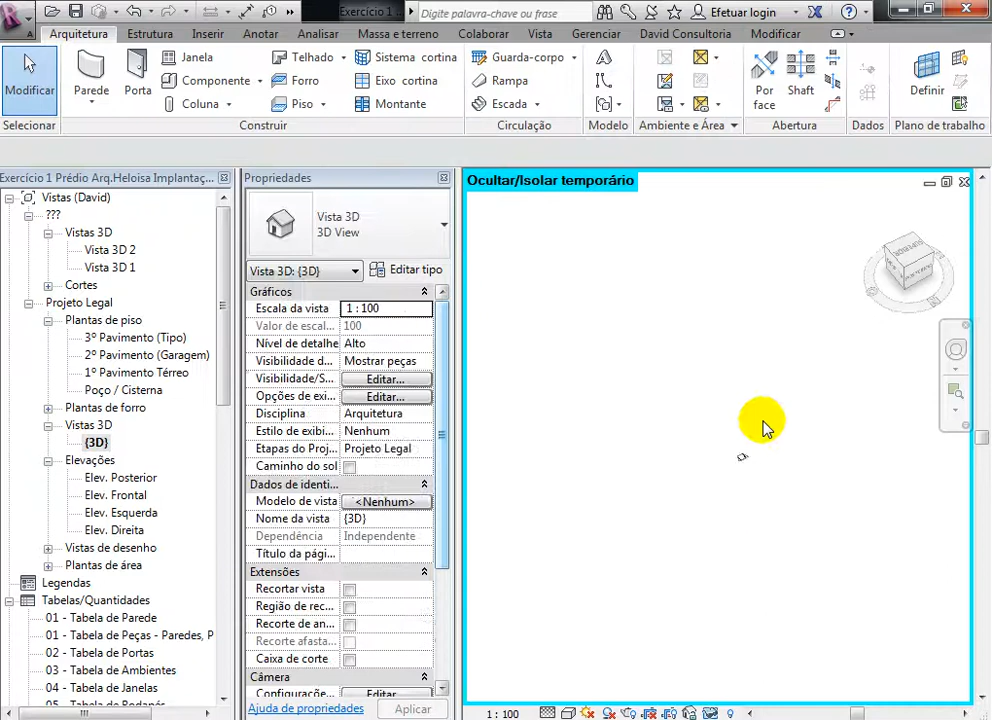 Exercício 1 ...
Digite palavra-chave ou frase
Efetuar login
Arquitetura Estrutura Inserir Anotar Analisar Massa e terreno Colaborar Vista Gerenciar David Consultoria Modificar
Modificar
Parede
Porta
Janela
Componente
Coluna
Telhado
Forro
Piso
Sistema cortina
Eixo cortina
Montante
Guarda-corpo
Rampa
Escada
Por face
Shaft
Definir
Selecionar Construir Circulação Modelo Ambiente e Área Abertura Dados Plano de trabalho
Exercício 1 Prédio Arq.Heloisa Implantaç...
Vistas (David)
???
Vistas 3D
Vista 3D 2
Vista 3D 1
Cortes
Projeto Legal
Plantas de piso
3º Pavimento (Tipo)
2º Pavimento (Garagem)
1º Pavimento Térreo
Poço / Cisterna
Plantas de forro
Vistas 3D
{3D}
Elevações
Elev. Posterior
Elev. Frontal
Elev. Esquerda
Elev. Direita
Vistas de desenho
Plantas de área
Legendas
Tabelas/Quantidades
01 - Tabela de Parede
01 - Tabela de Peças - Paredes, P
02 - Tabela de Portas
03 - Tabela de Ambientes
04 - Tabela de Janelas
05 - Tabela de Rodapés
Propriedades
Vista 3D
3D View
Vista 3D: {3D} Editar tipo
Gráficos
Escala da vista 1 : 100
Valor de escal... 100
Nível de detalhe Alto
Visibilidade d... Mostrar peças
Visibilidade/S... Editar...
Opções de exi... Editar...
Disciplina Arquitetura
Estilo de exibi... Nenhum
Etapas do Proj... Projeto Legal
Caminho do sol
Dados de identi...
Modelo de vista <Nenhum>
Nome da vista {3D}
Dependência Independente
Título da pági...
Extensões
Recortar vista
Região de rec...
Recorte de an...
Recorte afasta...
Caixa de corte
Câmera
Configuraçõe... Editar...
Ajuda de propriedades Aplicar
Ocultar/Isolar temporário
SUPERIOR
1 : 100